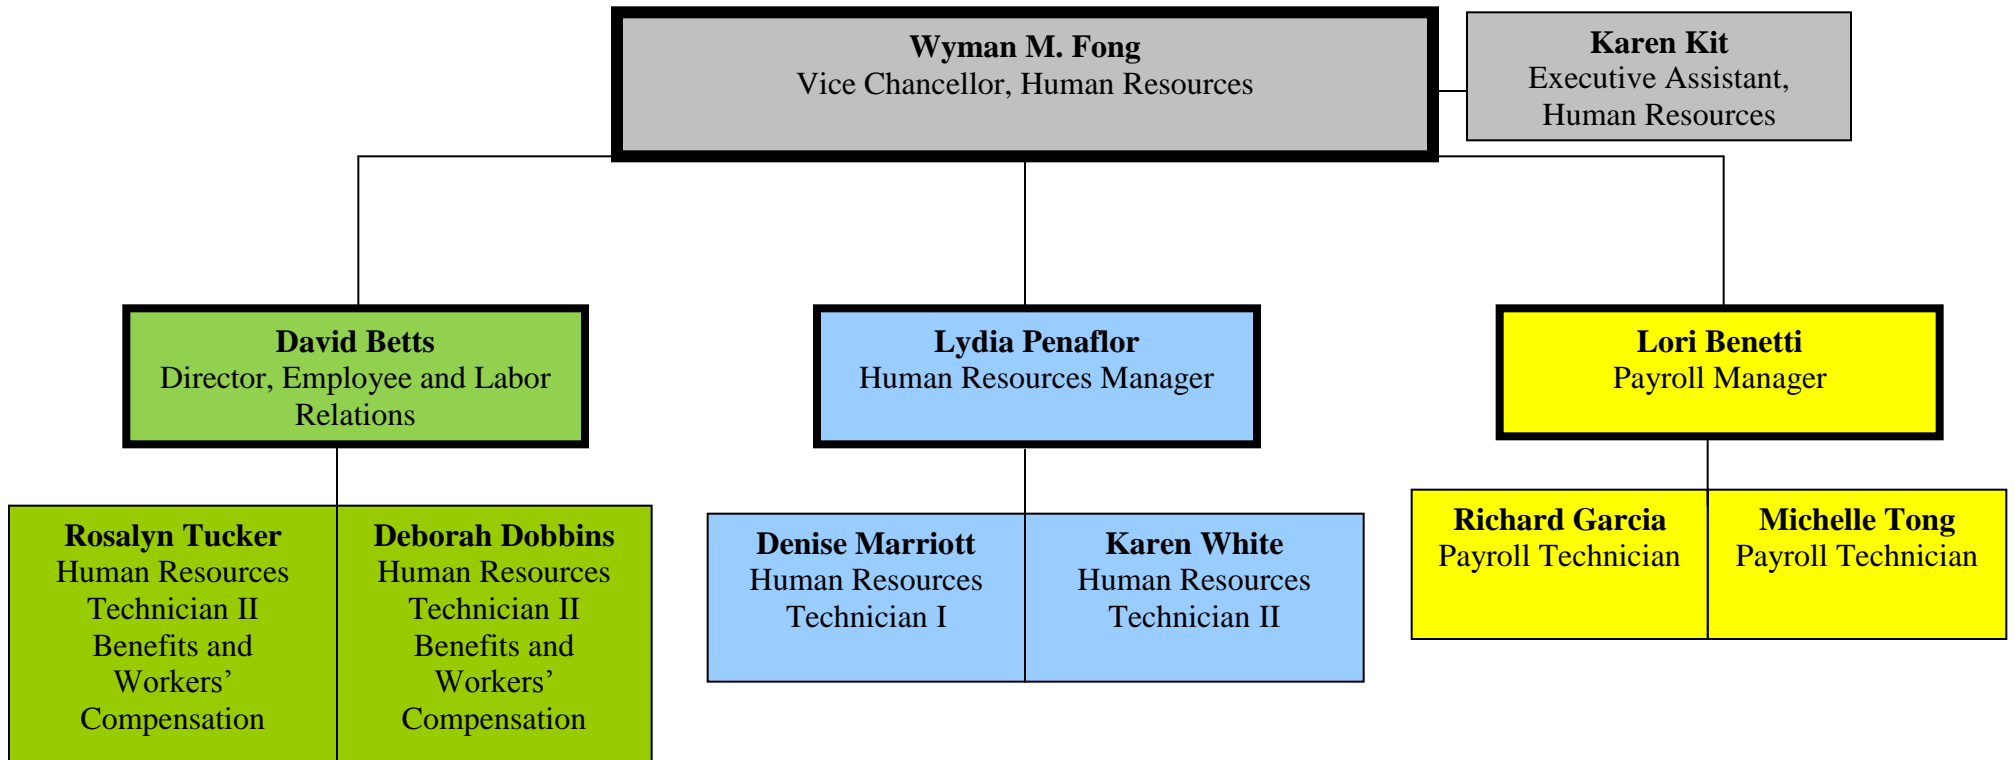 Wyman M. Fong
Vice Chancellor, Human Resources
Karen Kit
Executive Assistant,
Human Resources
David Betts
Director, Employee and Labor
Relations
Lydia Penaflor
Human Resources Manager
Lori Benetti
Payroll Manager
Rosalyn Tucker
Human Resources
Technician II
Benefits and
Workers’
Compensation
Deborah Dobbins
Human Resources
Technician II
Benefits and
Workers’
Compensation
Denise Marriott
Human Resources
Technician I
Karen White
Human Resources
Technician II
Richard Garcia
Payroll Technician
Michelle Tong
Payroll Technician